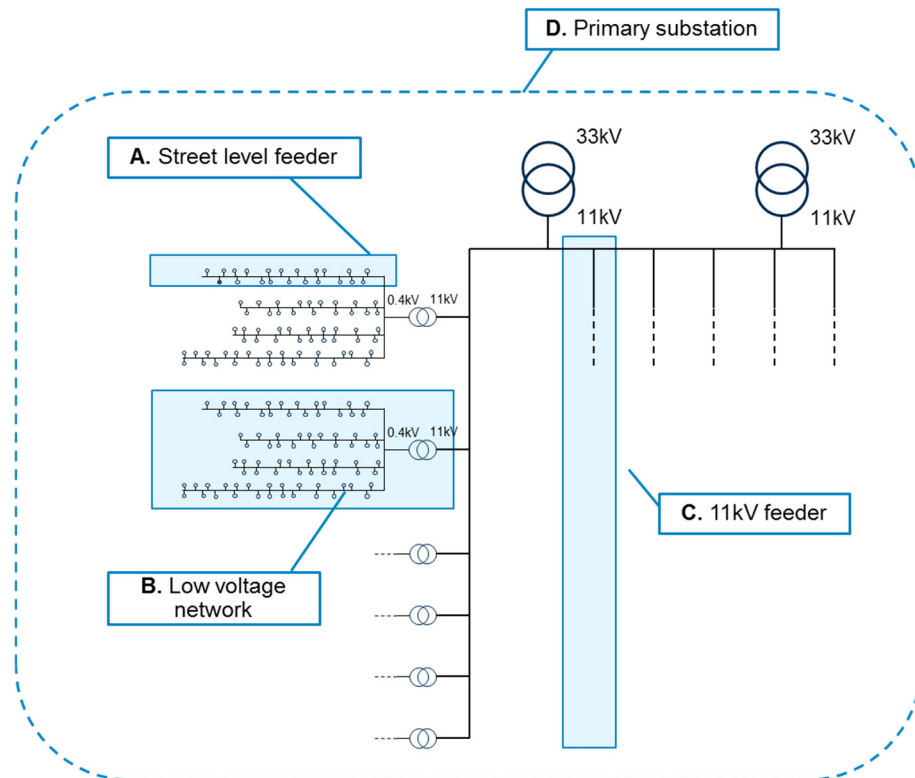 D. Primary substation
A. Street level feeder
33kV
33kV
11kV
11kV
0.4kV
11kV
0.4kV
11kV
C. 11kV feeder
B. Low voltage
network